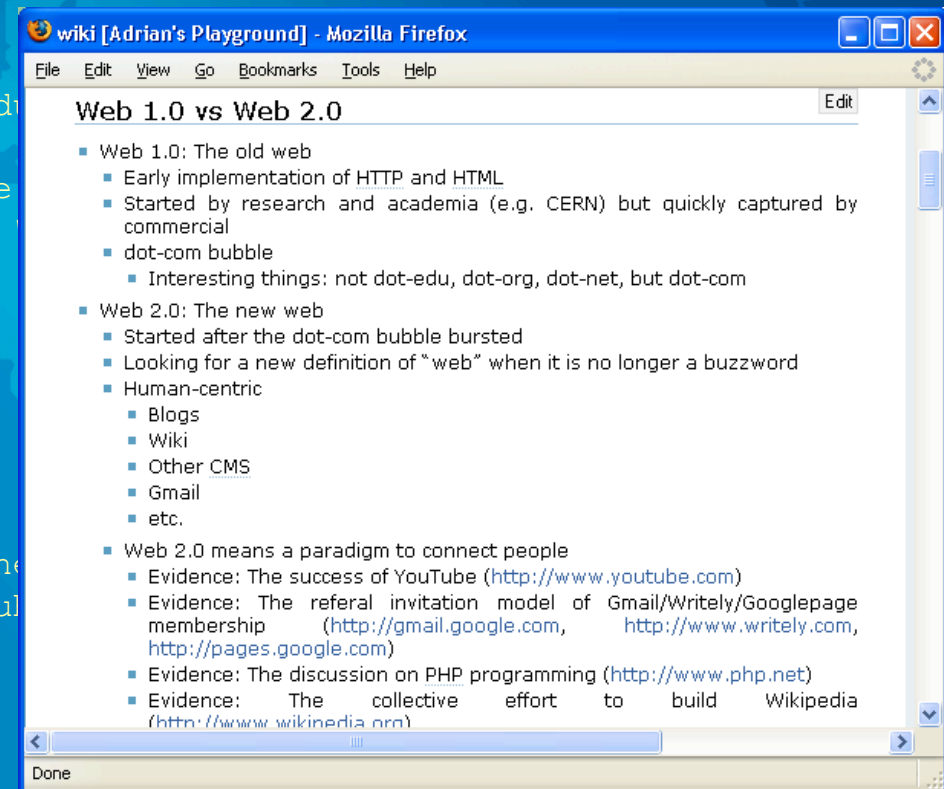 wiki [Adrian's Playground] - Mozilla Firefox
File Edit View Go Bookmarks Tools Help
Edit
Web 1.0 vs Web 2.0
Web 1.0: The old web
Early implementation of HTTP and HTML
Started by research and academia (e.g. CERN) but quickly captured by
commercial
dot-com bubble
Interesting things: not dot-edu, dot-org, dot-net, but dot-com
Web 2.0: The new web
Started after the dot-com bubble bursted
Looking for a new definition of “web” when it is no longer a buzzword
Human-centric
Blogs
Wiki
Other CMS
Gmail
etc.
Web 2.0 means a paradigm to connect people
Evidence: The success of YouTube (http://www.youtube.com)
Evidence: The referal invitation model of Gmail/Writely/Googlepage
membership (http://gmail.google.com, http://www.writely.com,
http://pages.google.com)
Evidence: The discussion on PHP programming (http://www.php.net)
Evidence: The collective effort to build Wikipedia
(http://www.wikipedia.org)
Done